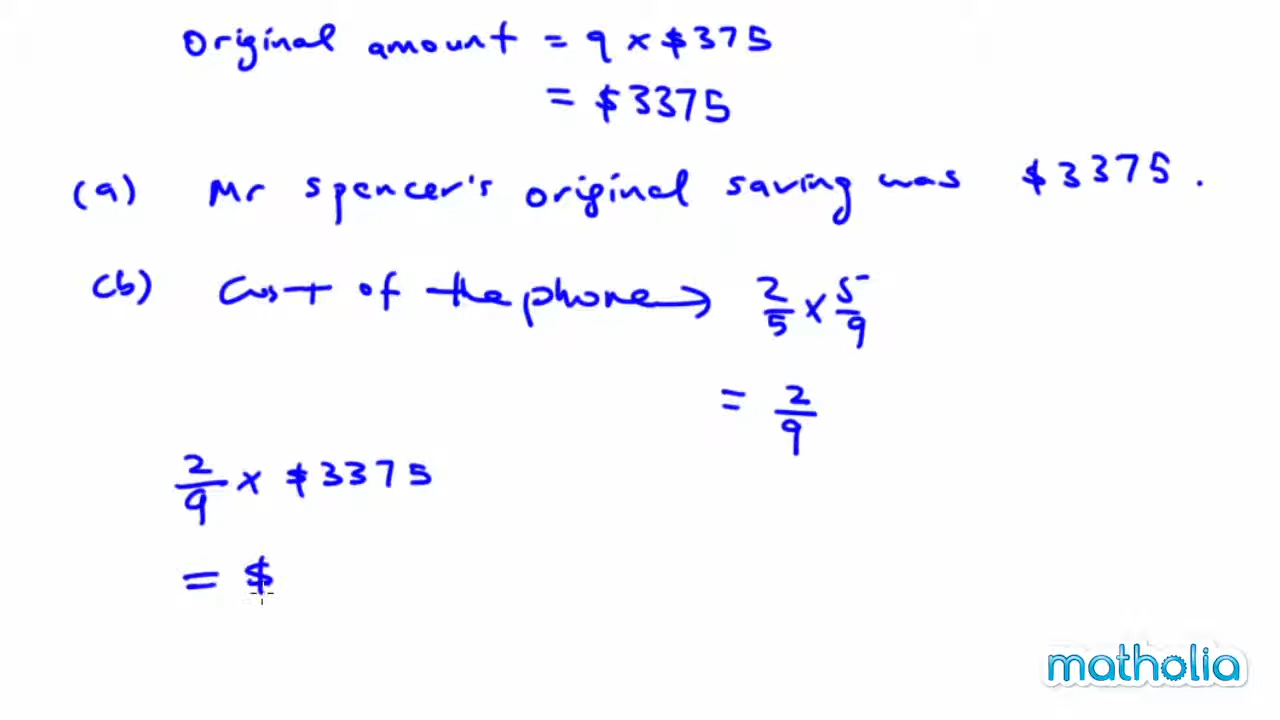 original amount = 9 × $375
= $3375
(a) Mr spencer's original saving was $3375.
(b) Cost of the phone → 2/5 × 5/9
= 2/9
2/9 × $3375
= $
matholia